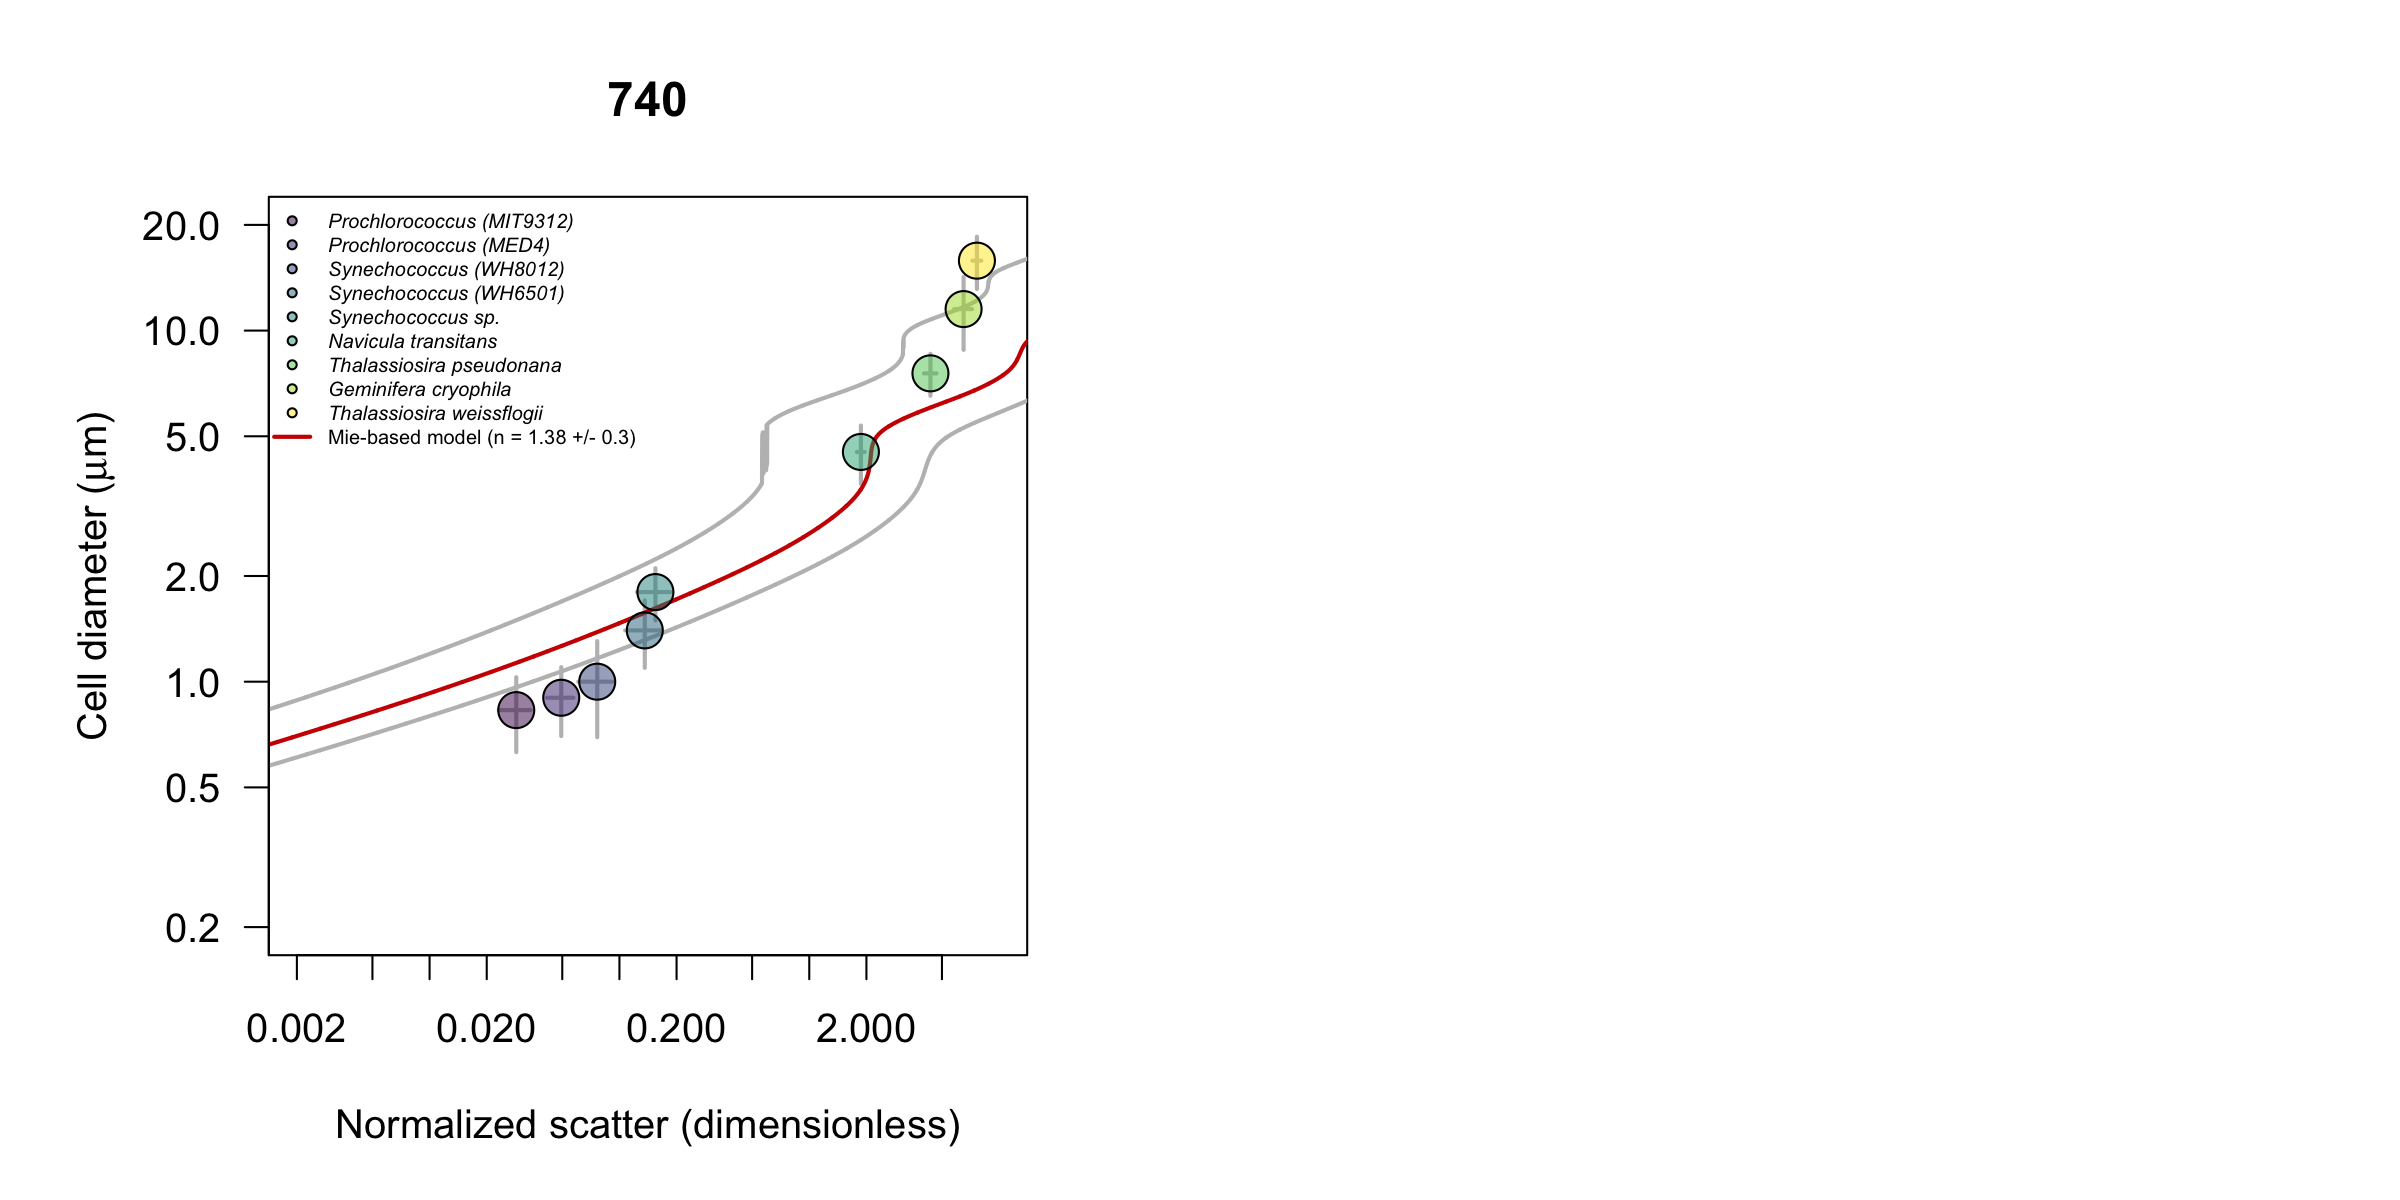 740
20.0
10.0
5.0
2.0
1.0
0.5
0.2
Cell diameter (μm)
Prochlorococcus (MIT9312)
Prochlorococcus (MED4)
Synechococcus (WH8012)
Synechococcus (WH6501)
Synechococcus sp.
Navicula transitans
Thalassiosira pseudonana
Geminifera cryophila
Thalassiosira weissflogii
Mie-based model (n = 1.38 +/- 0.3)
0.002 0.020 0.200 2.000
Normalized scatter (dimensionless)